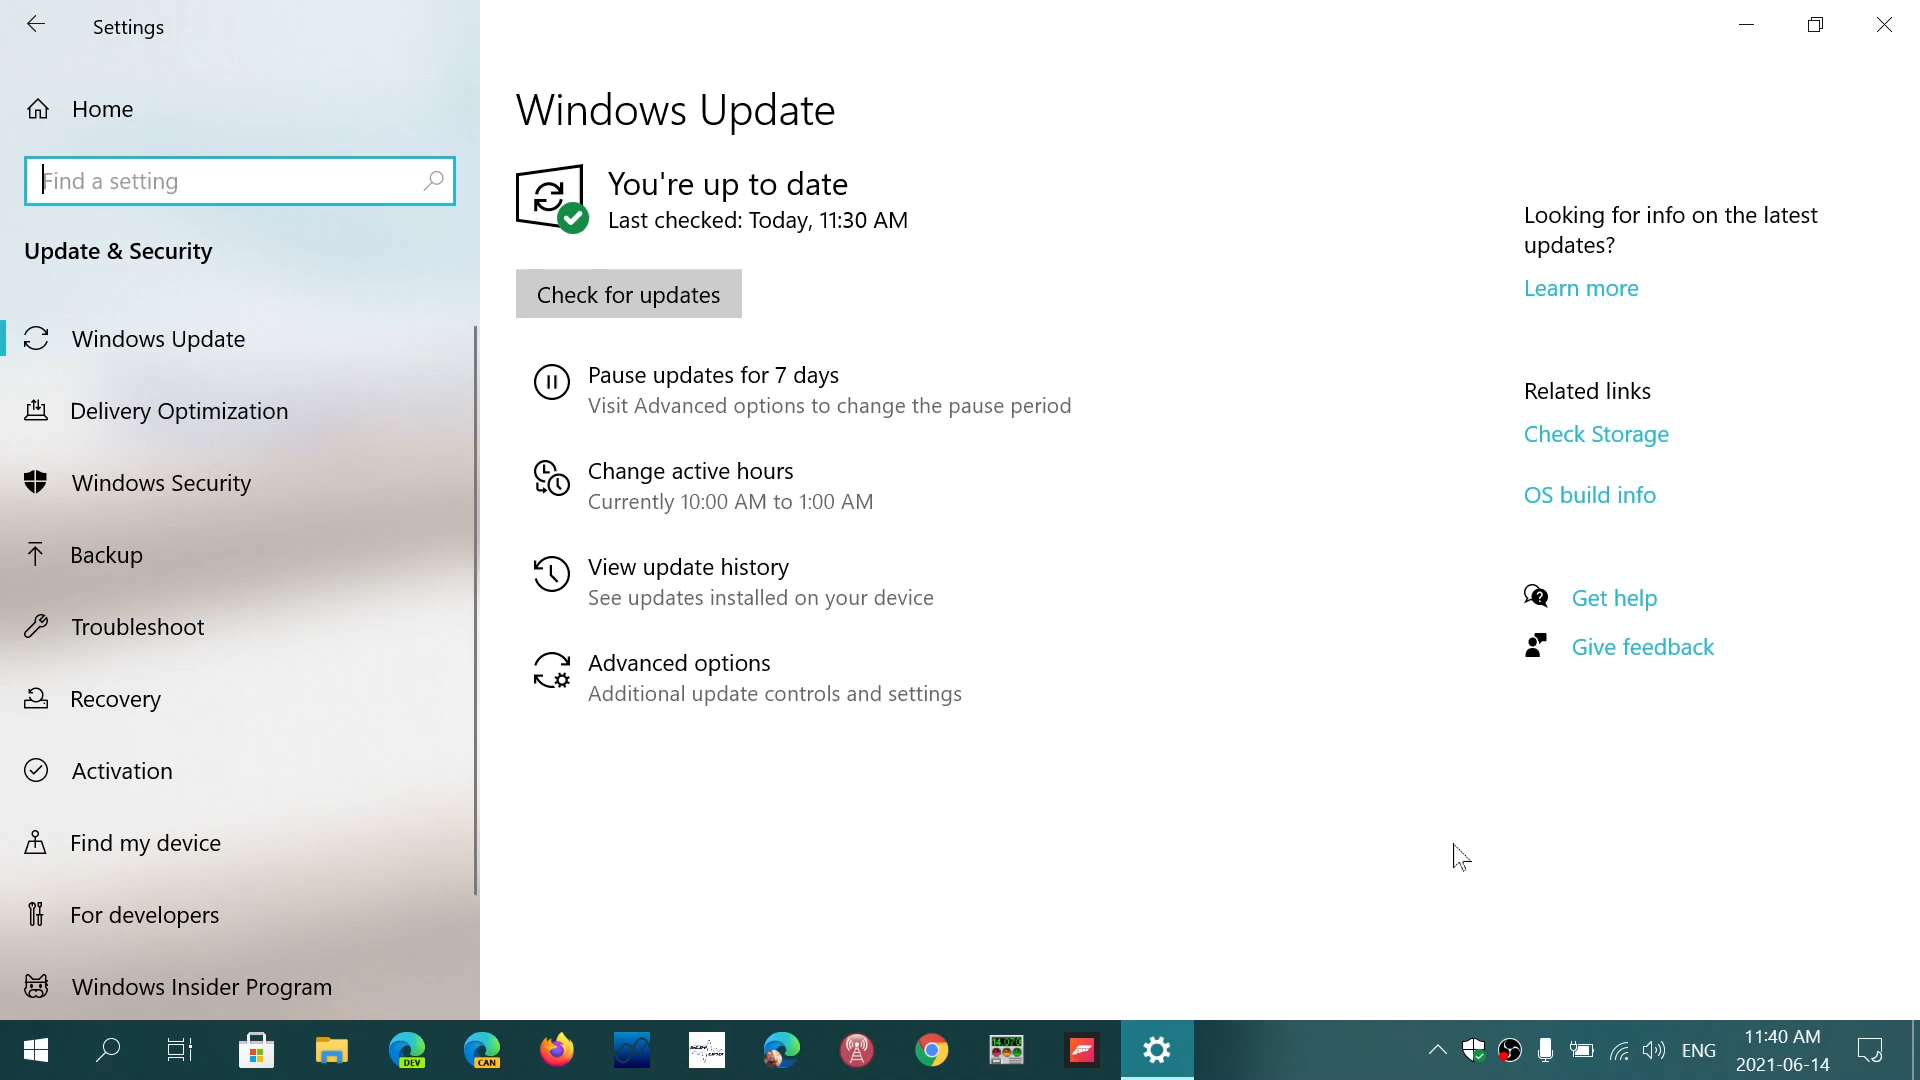 Settings
Home
Find a setting
Update & Security
Windows Update
Delivery Optimization
Windows Security
Backup
Troubleshoot
Recovery
Activation
Find my device
For developers
Windows Insider Program
Windows Update
You're up to date
Last checked: Today, 11:30 AM
Check for updates
Pause updates for 7 days
Visit Advanced options to change the pause period
Change active hours
Currently 10:00 AM to 1:00 AM
View update history
See updates installed on your device
Advanced options
Additional update controls and settings
Looking for info on the latest
updates?
Learn more
Related links
Check Storage
OS build info
Get help
Give feedback
DEV
CAN
14.070
ENG
11:40 AM
2021-06-14